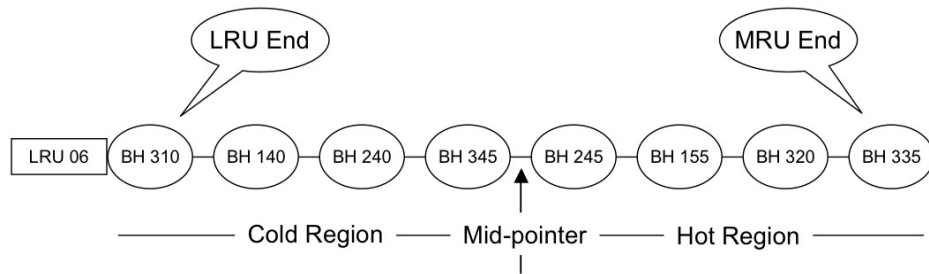 LRU End
MRU End
LRU 06 BH 310 BH 140 BH 240 BH 345 BH 245 BH 155 BH 320 BH 335
Cold Region Mid-pointer Hot Region